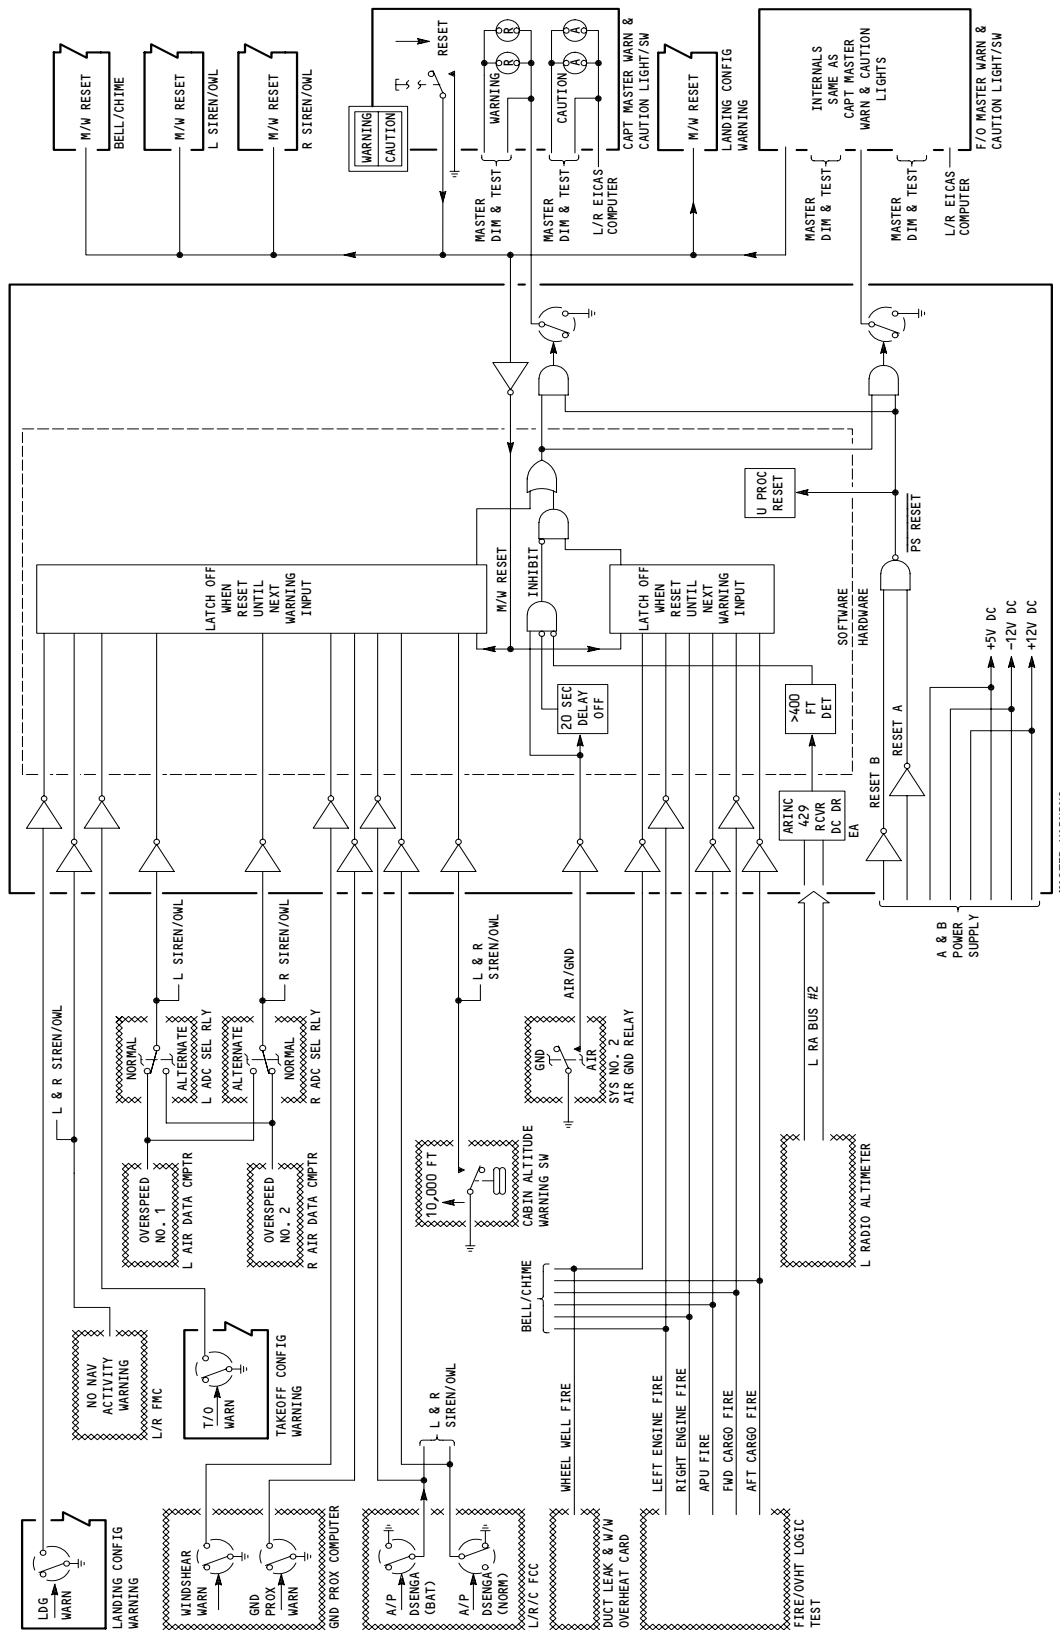 LDG
WARN
LANDING CONFIG
WARNING
NO NAV
ACTIVITY
WARNING
L/R FMC
L & R SIREN/OWL
T/O
WARN
TAKEOFF CONFIG
WARNING
OVERSPEED
NO. 1
L AIR DATA CMPTR
OVERSPEED
NO. 2
R AIR DATA CMPTR
NORMAL
ALTERNATE
L ADC SEL RLY
ALTERNATE
NORMAL
R ADC SEL RLY
L SIREN/OWL
R SIREN/OWL
WINDSHEAR
WARN
GND
PROX
WARN
GND PROX COMPUTER
A/P
DSENGA
(BAT)
A/P
DSENGA
(NORM)
L/R/C FCC
L & R
SIREN/OWL
10,000 FT
CABIN ALTITUDE
WARNING SW
L & R
SIREN/OWL
GND
AIR
SYS NO. 2
AIR GND RELAY
AIR/GND
BELL/CHIME
WHEEL WELL FIRE
DUCT LEAK & W/W
OVERHEAT CARD
LEFT ENGINE FIRE
RIGHT ENGINE FIRE
APU FIRE
FWD CARGO FIRE
AFT CARGO FIRE
FIRE/OVHT LOGIC
TEST
L RADIO ALTIMETER
L RA BUS #2
A & B
POWER
SUPPLY
ARINC
429
RCVR
DC DR
EA
>400
FT
DET
20 SEC
DELAY
OFF
LATCH OFF
WHEN
RESET
UNTIL
NEXT
WARNING
INPUT
M/W RESET
INHIBIT
LATCH OFF
WHEN
RESET
UNTIL
NEXT
WARNING
INPUT
SOFTWARE
HARDWARE
RESET B
RESET A
+5V DC
-12V DC
+12V DC
U PROC
RESET
PS RESET
M/W RESET
BELL/CHIME
M/W RESET
L SIREN/OWL
M/W RESET
R SIREN/OWL
WARNING
CAUTION
RESET
WARNING
R
R
CAUTION
A
A
MASTER
DIM & TEST
MASTER
DIM & TEST
L/R EICAS
COMPUTER
CAPT MASTER WARN &
CAUTION LIGHT/SW
M/W RESET
LANDING CONFIG
WARNING
INTERNALS
SAME AS
CAPT MASTER
WARN & CAUTION
LIGHTS
MASTER
DIM & TEST
MASTER
DIM & TEST
L/R EICAS
COMPUTER
F/O MASTER WARN &
CAUTION LIGHT/SW